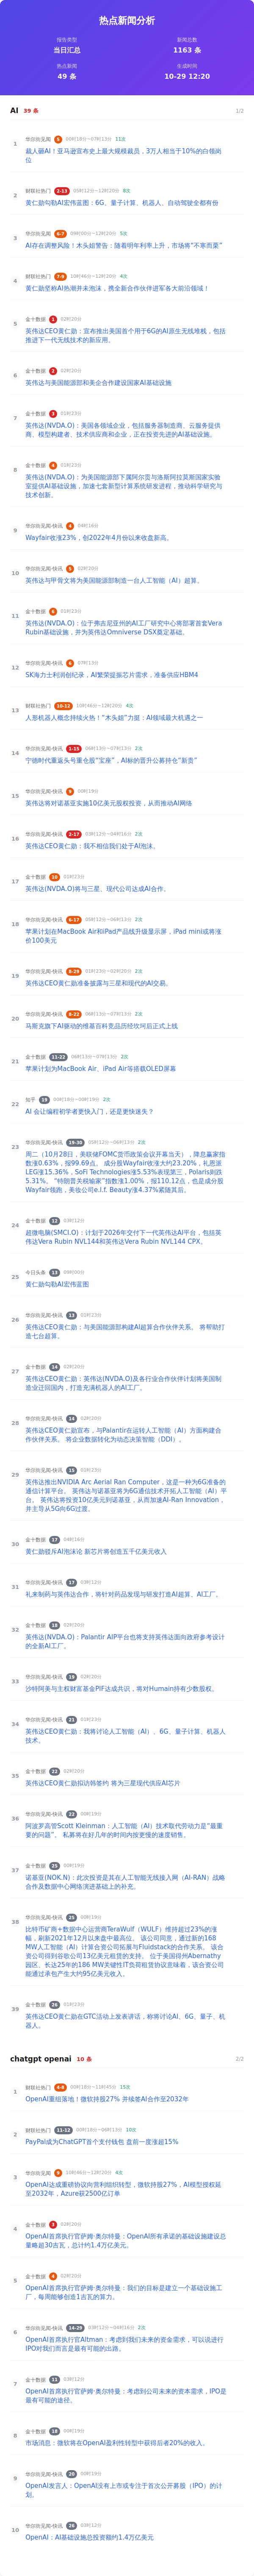 热点新闻分析
报告类型
新闻总数
当日汇总
1163 条
热点新闻
生成时间
49 条
10-29 12:20
AI 39 条
1/2
1
华尔街见闻 5 00时18分~07时13分 11次
裁人砸AI！亚马逊宣布史上最大规模裁员，3万人相当于10%的白领岗
位
2
财联社热门 2-13 05时12分~12时20分 8次
黄仁勋勾勒AI宏伟蓝图：6G、量子计算、机器人、自动驾驶全都有份
3
华尔街见闻 6-7 09时00分~12时20分 5次
AI存在调整风险！木头姐警告：随着明年利率上升，市场将“不寒而栗”
4
财联社热门 7-9 10时46分~12时20分 4次
黄仁勋坚称AI热潮并未泡沫，携全新合作伙伴进军各大前沿领域！
5
金十数据 1 02时20分
英伟达CEO黄仁勋：宣布推出美国首个用于6G的AI原生无线堆栈，包括
推进下一代无线技术的新应用。
6
金十数据 2 02时20分
英伟达与美国能源部和美企合作建设国家AI基础设施
7
金十数据 3 01时23分
英伟达(NVDA.O)：美国各领域企业，包括服务器制造商、云服务提供
商、模型构建者、技术供应商和企业，正在投资先进的AI基础设施。
8
金十数据 4 01时23分
英伟达(NVDA.O)：为美国能源部下属阿尔贡与洛斯阿拉莫斯国家实验
室提供AI基础设施，加速七套新型计算系统研发进程，推动科学研究与
技术创新。
9
华尔街见闻-快讯 4 04时16分
Wayfair收涨23%，创2022年4月份以来收盘新高。
10
华尔街见闻-快讯 5 02时20分
英伟达与甲骨文将为美国能源部制造一台人工智能（AI）超算。
11
金十数据 6 01时23分
英伟达(NVDA.O)：位于弗吉尼亚州的AI工厂研究中心将部署首套Vera
Rubin基础设施，并为英伟达Omniverse DSX奠定基础。
12
华尔街见闻-快讯 6 07时13分
SK海力士利润创纪录，AI繁荣提振芯片需求，准备供应HBM4
13
财联社热门 10-12 10时46分~12时20分 4次
人形机器人概念持续火热！“木头姐”力挺：AI领域最大机遇之一
14
华尔街见闻-快讯 1-15 06时13分~07时13分 2次
宁德时代重返头号重仓股“宝座”，AI标的晋升公募持仓“新贵”
15
华尔街见闻-快讯 9 00时19分
英伟达将对诺基亚实施10亿美元股权投资，从而推动AI网络
16
华尔街见闻-快讯 2-17 03时12分~04时16分 2次
英伟达CEO黄仁勋：我不相信我们处于AI泡沫。
17
金十数据 10 01时23分
英伟达(NVDA.O)将与三星、现代公司达成AI合作。
18
华尔街见闻-快讯 6-17 05时12分~06时13分 2次
苹果计划在MacBook Air和iPad产品线升级显示屏，iPad mini或将涨
价100美元
19
华尔街见闻-快讯 8-29 01时23分~02时20分 2次
英伟达CEO黄仁勋准备披露与三星和现代的AI交易。
20
华尔街见闻-快讯 8-22 06时13分~07时13分 2次
马斯克旗下AI驱动的维基百科竞品历经坎坷后正式上线
21
金十数据 11-22 06时13分~07时13分 2次
苹果计划为MacBook Air、iPad Air等搭载OLED屏幕
22
知乎 19 00时18分~00时19分 2次
AI 会让编程初学者更快入门，还是更快迷失？
23
华尔街见闻-快讯 19-30 05时12分~06时13分 2次
周二（10月28日，美联储FOMC货币政策会议开幕当天），降息赢家指
数涨0.63%，报99.69点。 成分股Wayfair收涨大约23.20%，礼恩派
LEG涨15.36%，SoFi Technologies涨5.53%表现第三，Polaris则跌
5.31%。 “特朗普关税输家”指数涨1.00%，报110.12点，也是成分股
Wayfair领跑，美妆公司e.l.f. Beauty涨4.37%紧随其后。
24
金十数据 12 03时12分
超微电脑(SMCI.O)：计划于2026年交付下一代英伟达AI平台，包括英
伟达Vera Rubin NVL144和英伟达Vera Rubin NVL144 CPX。
25
今日头条 13 09时00分
黄仁勋勾勒AI宏伟蓝图
26
华尔街见闻-快讯 13 01时23分
英伟达CEO黄仁勋：与美国能源部构建AI超算合作伙伴关系。 将帮助打
造七台超算。
27
金十数据 14 02时20分
英伟达CEO黄仁勋：英伟达(NVDA.O)及各行业合作伙伴计划将美国制
造业迁回国内，打造充满机器人的AI工厂。
28
华尔街见闻-快讯 14 02时20分
英伟达CEO黄仁勋宣布，与Palantir在运转人工智能（AI）方面构建合
作伙伴关系。 将企业数据转化为动态决策智能（DDI）。
29
华尔街见闻-快讯 15 01时23分
英伟达推出NVIDIA Arc Aerial Ran Computer，这是一种为6G准备的
通信计算平台。 英伟达与诺基亚将为6G通信技术开拓人工智能（AI）平
台。 英伟达将投资10亿美元到诺基亚，从而加速AI-Ran Innovation，
并主导从5G向6G过渡。
30
金十数据 17 04时16分
黄仁勋驳斥AI泡沫论 新芯片将创造五千亿美元收入
31
华尔街见闻-快讯 17 03时12分
礼来制药与英伟达合作，将针对药品发现与研发打造AI超算、AI工厂。
32
金十数据 18 02时20分
英伟达(NVDA.O)：Palantir AIP平台也将支持英伟达面向政府参考设计
的全新AI工厂。
33
华尔街见闻-快讯 19 02时20分
沙特阿美与主权财富基金PIF达成共识，将对Humain持有少数股权。
34
华尔街见闻-快讯 21 01时23分
英伟达CEO黄仁勋：我将讨论人工智能（AI）、6G、量子计算、机器人
技术。
35
金十数据 22 02时20分
英伟达CEO黄仁勋拟访韩签约 将为三星现代供应AI芯片
36
华尔街见闻-快讯 22 00时19分
阿波罗高管Scott Kleinman：人工智能（AI）技术取代劳动力是“最重
要的问题”。 私募将在好几年的时间内按更慢的速度销售。
37
金十数据 25 00时19分
诺基亚(NOK.N)：此次投资是其在人工智能无线接入网（AI-RAN）战略
合作及数据中心网络演进基础上的补充。
38
华尔街见闻-快讯 25 00时19分
比特币矿商+数据中心运营商TeraWulf（WULF）维持超过23%的涨
幅，刷新2021年12月以来盘中最高位。 该公司同意，通过新的168
MW人工智能（AI）计算合资公司拓展与Fluidstack的合作关系。 该合
资公司得到谷歌公司13亿美元租赁的支持。 位于美国得州Abernathy
园区、长达25年的186 MW关键性IT负荷租赁协议意味着，该合资公司
能通过承包产生大约95亿美元收入。
39
金十数据 26 01时23分
英伟达CEO黄仁勋在GTC活动上发表讲话，称将讨论AI、6G、量子、机
器人。
chatgpt openai 10 条
2/2
1
财联社热门 4-8 00时18分~21时45分 15次
OpenAI重组落地！微软持股27% 并续签AI合作至2032年
2
财联社热门 11-12 00时18分~06时13分 10次
PayPal成为ChatGPT首个支付钱包 盘前一度涨超15%
3
华尔街见闻 9 10时46分~12时20分 4次
OpenAI达成重磅协议向营利组织转型，微软持股27%，AI模型授权延
至2032年，Azure获2500亿订单
4
金十数据 3 02时20分
OpenAI首席执行官萨姆·奥尔特曼：OpenAI所有承诺的基础设施建设总
量略超30吉瓦，总计约1.4万亿美元。
5
金十数据 4 02时20分
OpenAI首席执行官萨姆·奥尔特曼：我们的目标是建立一个基础设施工
厂，每周能够创造1吉瓦的算力。
6
华尔街见闻-快讯 14-29 03时12分~04时16分 2次
OpenAI首席执行官Altman：考虑到我们未来的资金需求，可以说进行
IPO对我们而言是最有可能的出路。
7
金十数据 11 03时12分
OpenAI首席执行官萨姆·奥尔特曼：考虑到公司未来的资本需求，IPO是
最有可能的途径。
8
金十数据 18 00时19分
市场消息：微软将在OpenAI盈利性转型中获得后者20%的收入。
9
华尔街见闻-快讯 20 00时19分
OpenAI发言人：OpenAI没有上市或专注于首次公开募股（IPO）的计
划。
10
华尔街见闻-快讯 26 03时12分
OpenAI：AI基础设施总投资额约1.4万亿美元